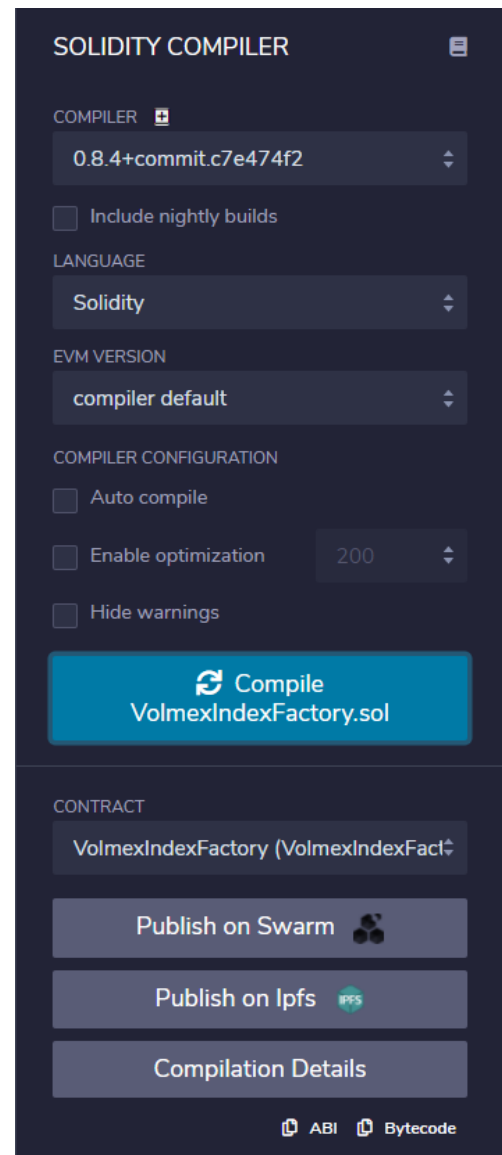 SOLIDITY COMPILER
COMPILER
0.8.4+commit.c7e474f2
Include nightly builds
LANGUAGE
Solidity
EVM VERSION
compiler default
COMPILER CONFIGURATION
Auto compile
Enable optimization 200
Hide warnings
Compile
VolmexIndexFactory.sol
CONTRACT
VolmexIndexFactory (VolmexIndexFact
Publish on Swarm
Publish on Ipfs IPFS
Compilation Details
ABI Bytecode